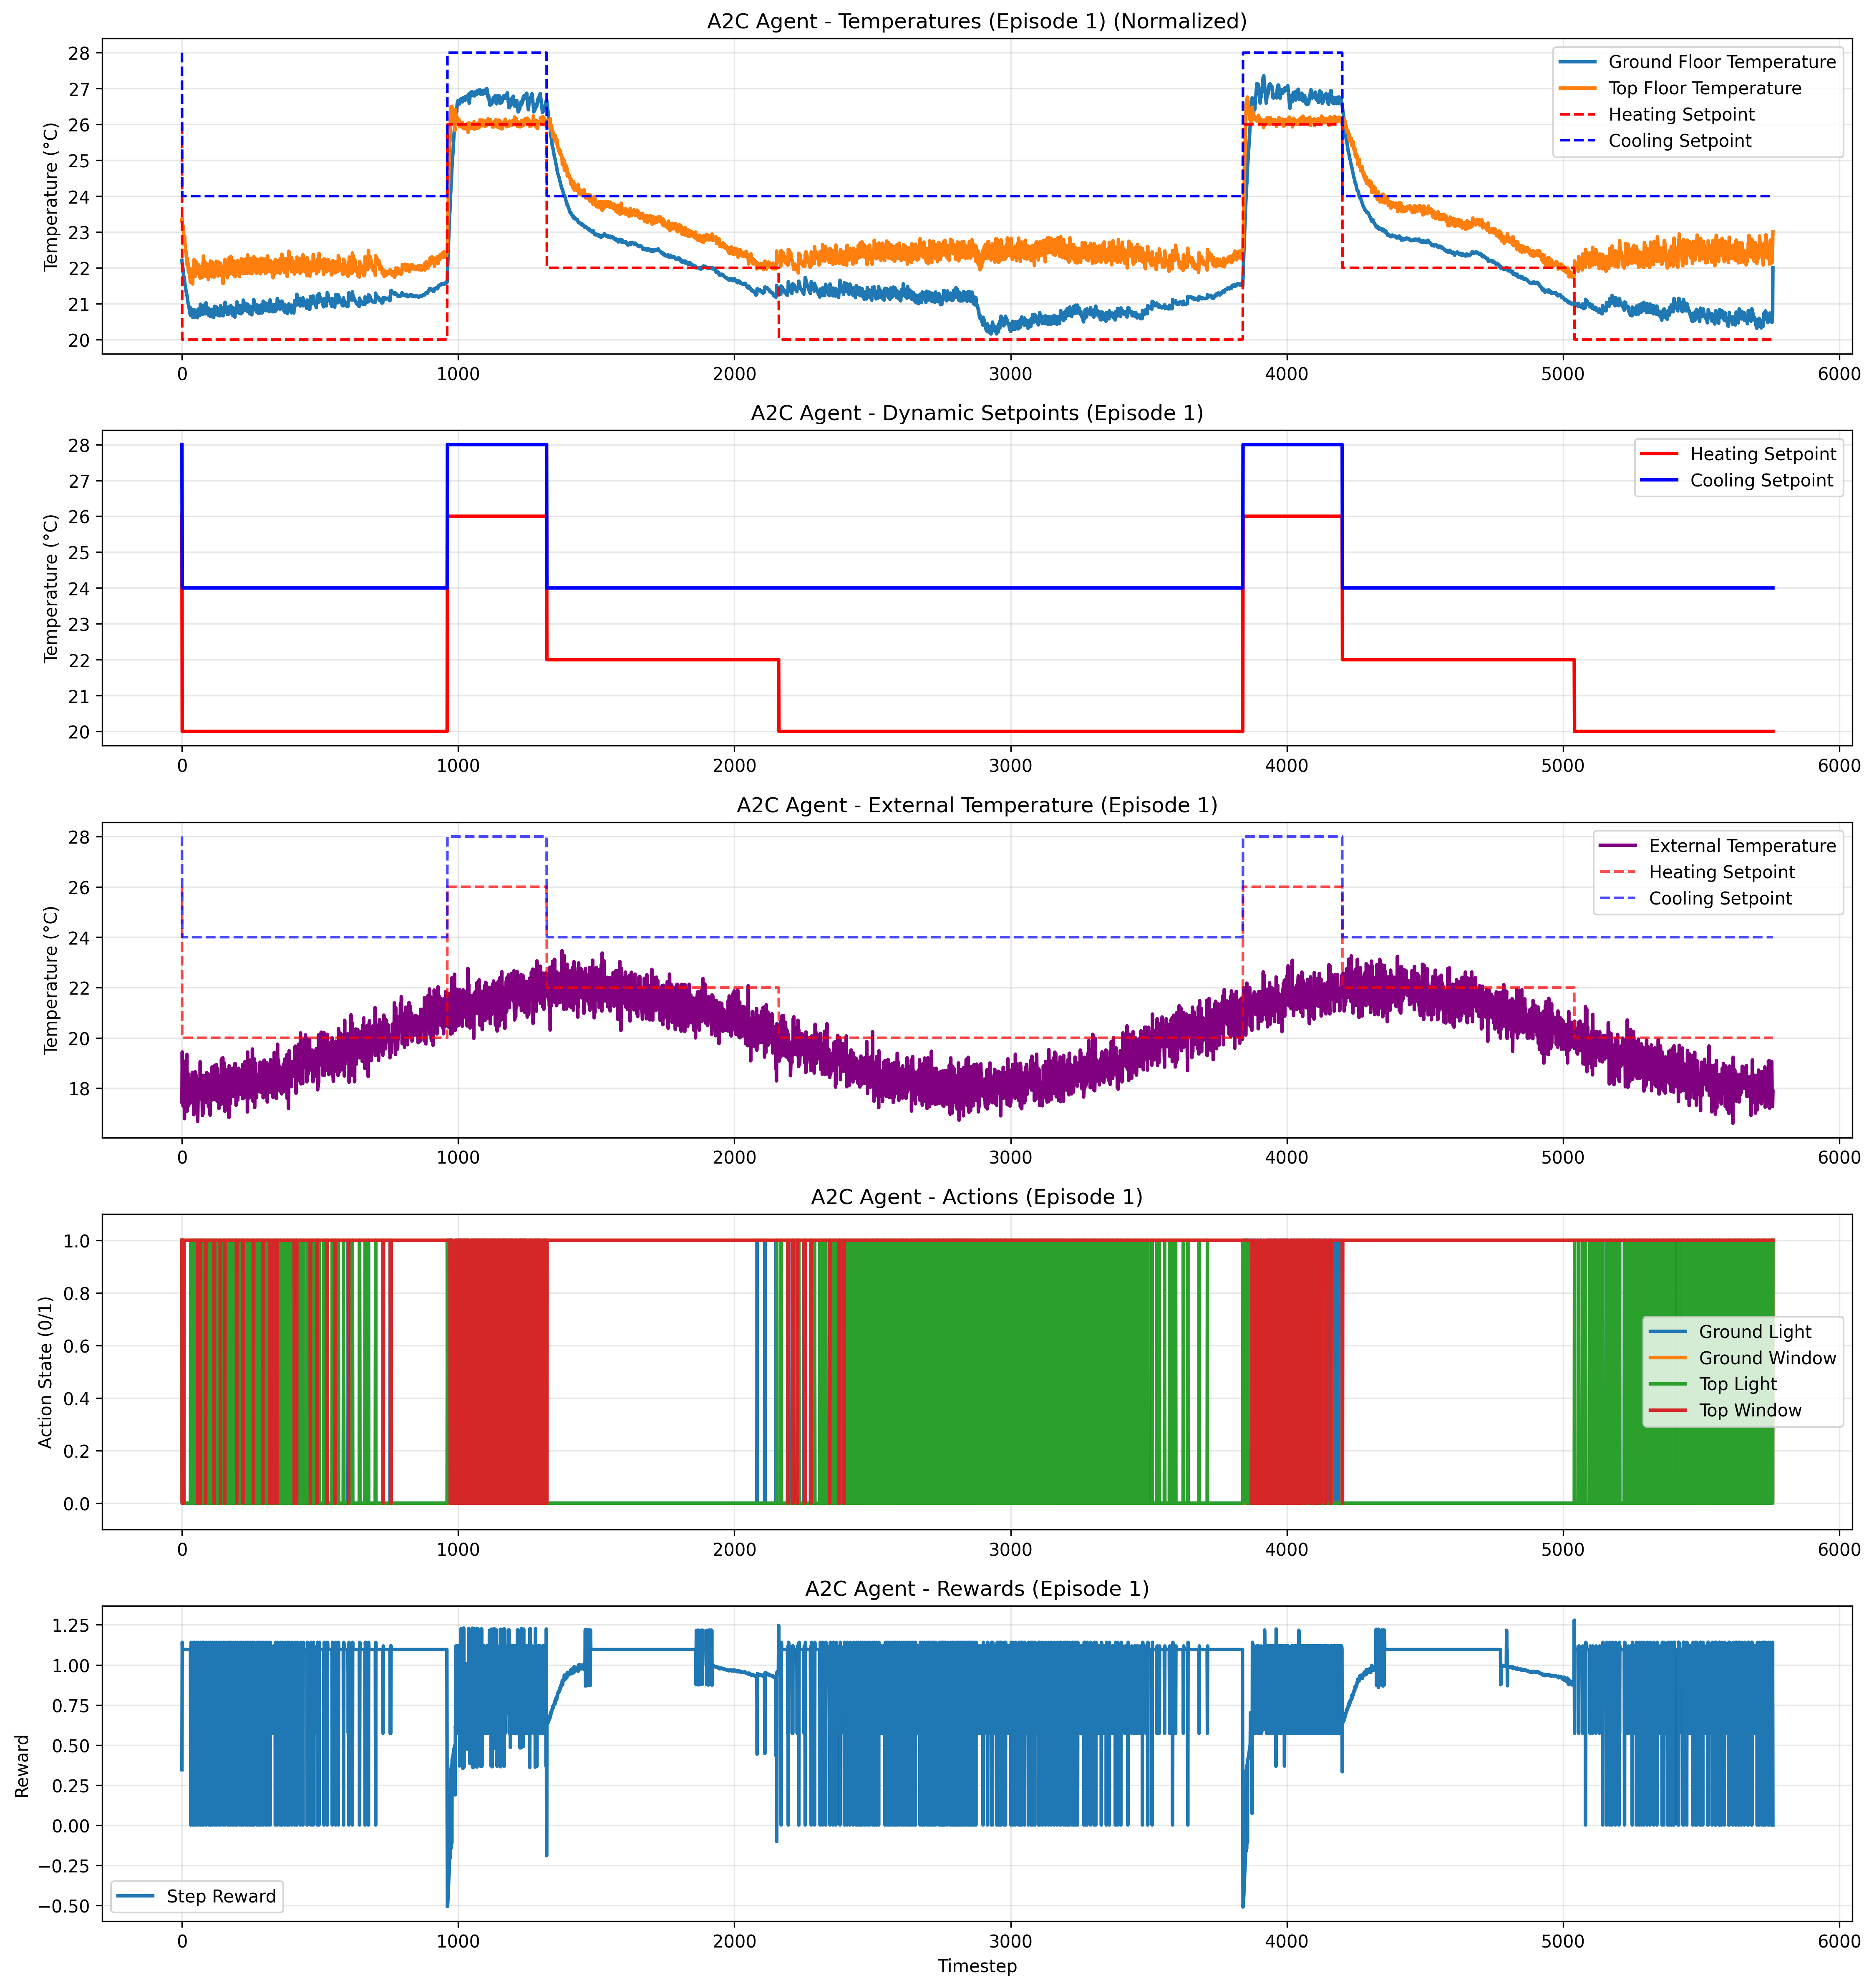 A2C Agent - Temperatures (Episode 1) (Normalized)
Temperature (°C)
28
27
26
25
24
23
22
21
20
Ground Floor Temperature
Top Floor Temperature
Heating Setpoint
Cooling Setpoint
0 1000 2000 3000 4000 5000 6000
A2C Agent - Dynamic Setpoints (Episode 1)
Temperature (°C)
28
27
26
25
24
23
22
21
20
Heating Setpoint
Cooling Setpoint
0 1000 2000 3000 4000 5000 6000
A2C Agent - External Temperature (Episode 1)
Temperature (°C)
28
26
24
22
20
18
External Temperature
Heating Setpoint
Cooling Setpoint
0 1000 2000 3000 4000 5000 6000
A2C Agent - Actions (Episode 1)
Action State (0/1)
1.0
0.8
0.6
0.4
0.2
0.0
Ground Light
Ground Window
Top Light
Top Window
0 1000 2000 3000 4000 5000 6000
A2C Agent - Rewards (Episode 1)
Reward
1.25
1.00
0.75
0.50
0.25
0.00
−0.25
−0.50
Step Reward
0 1000 2000 3000 4000 5000 6000
Timestep